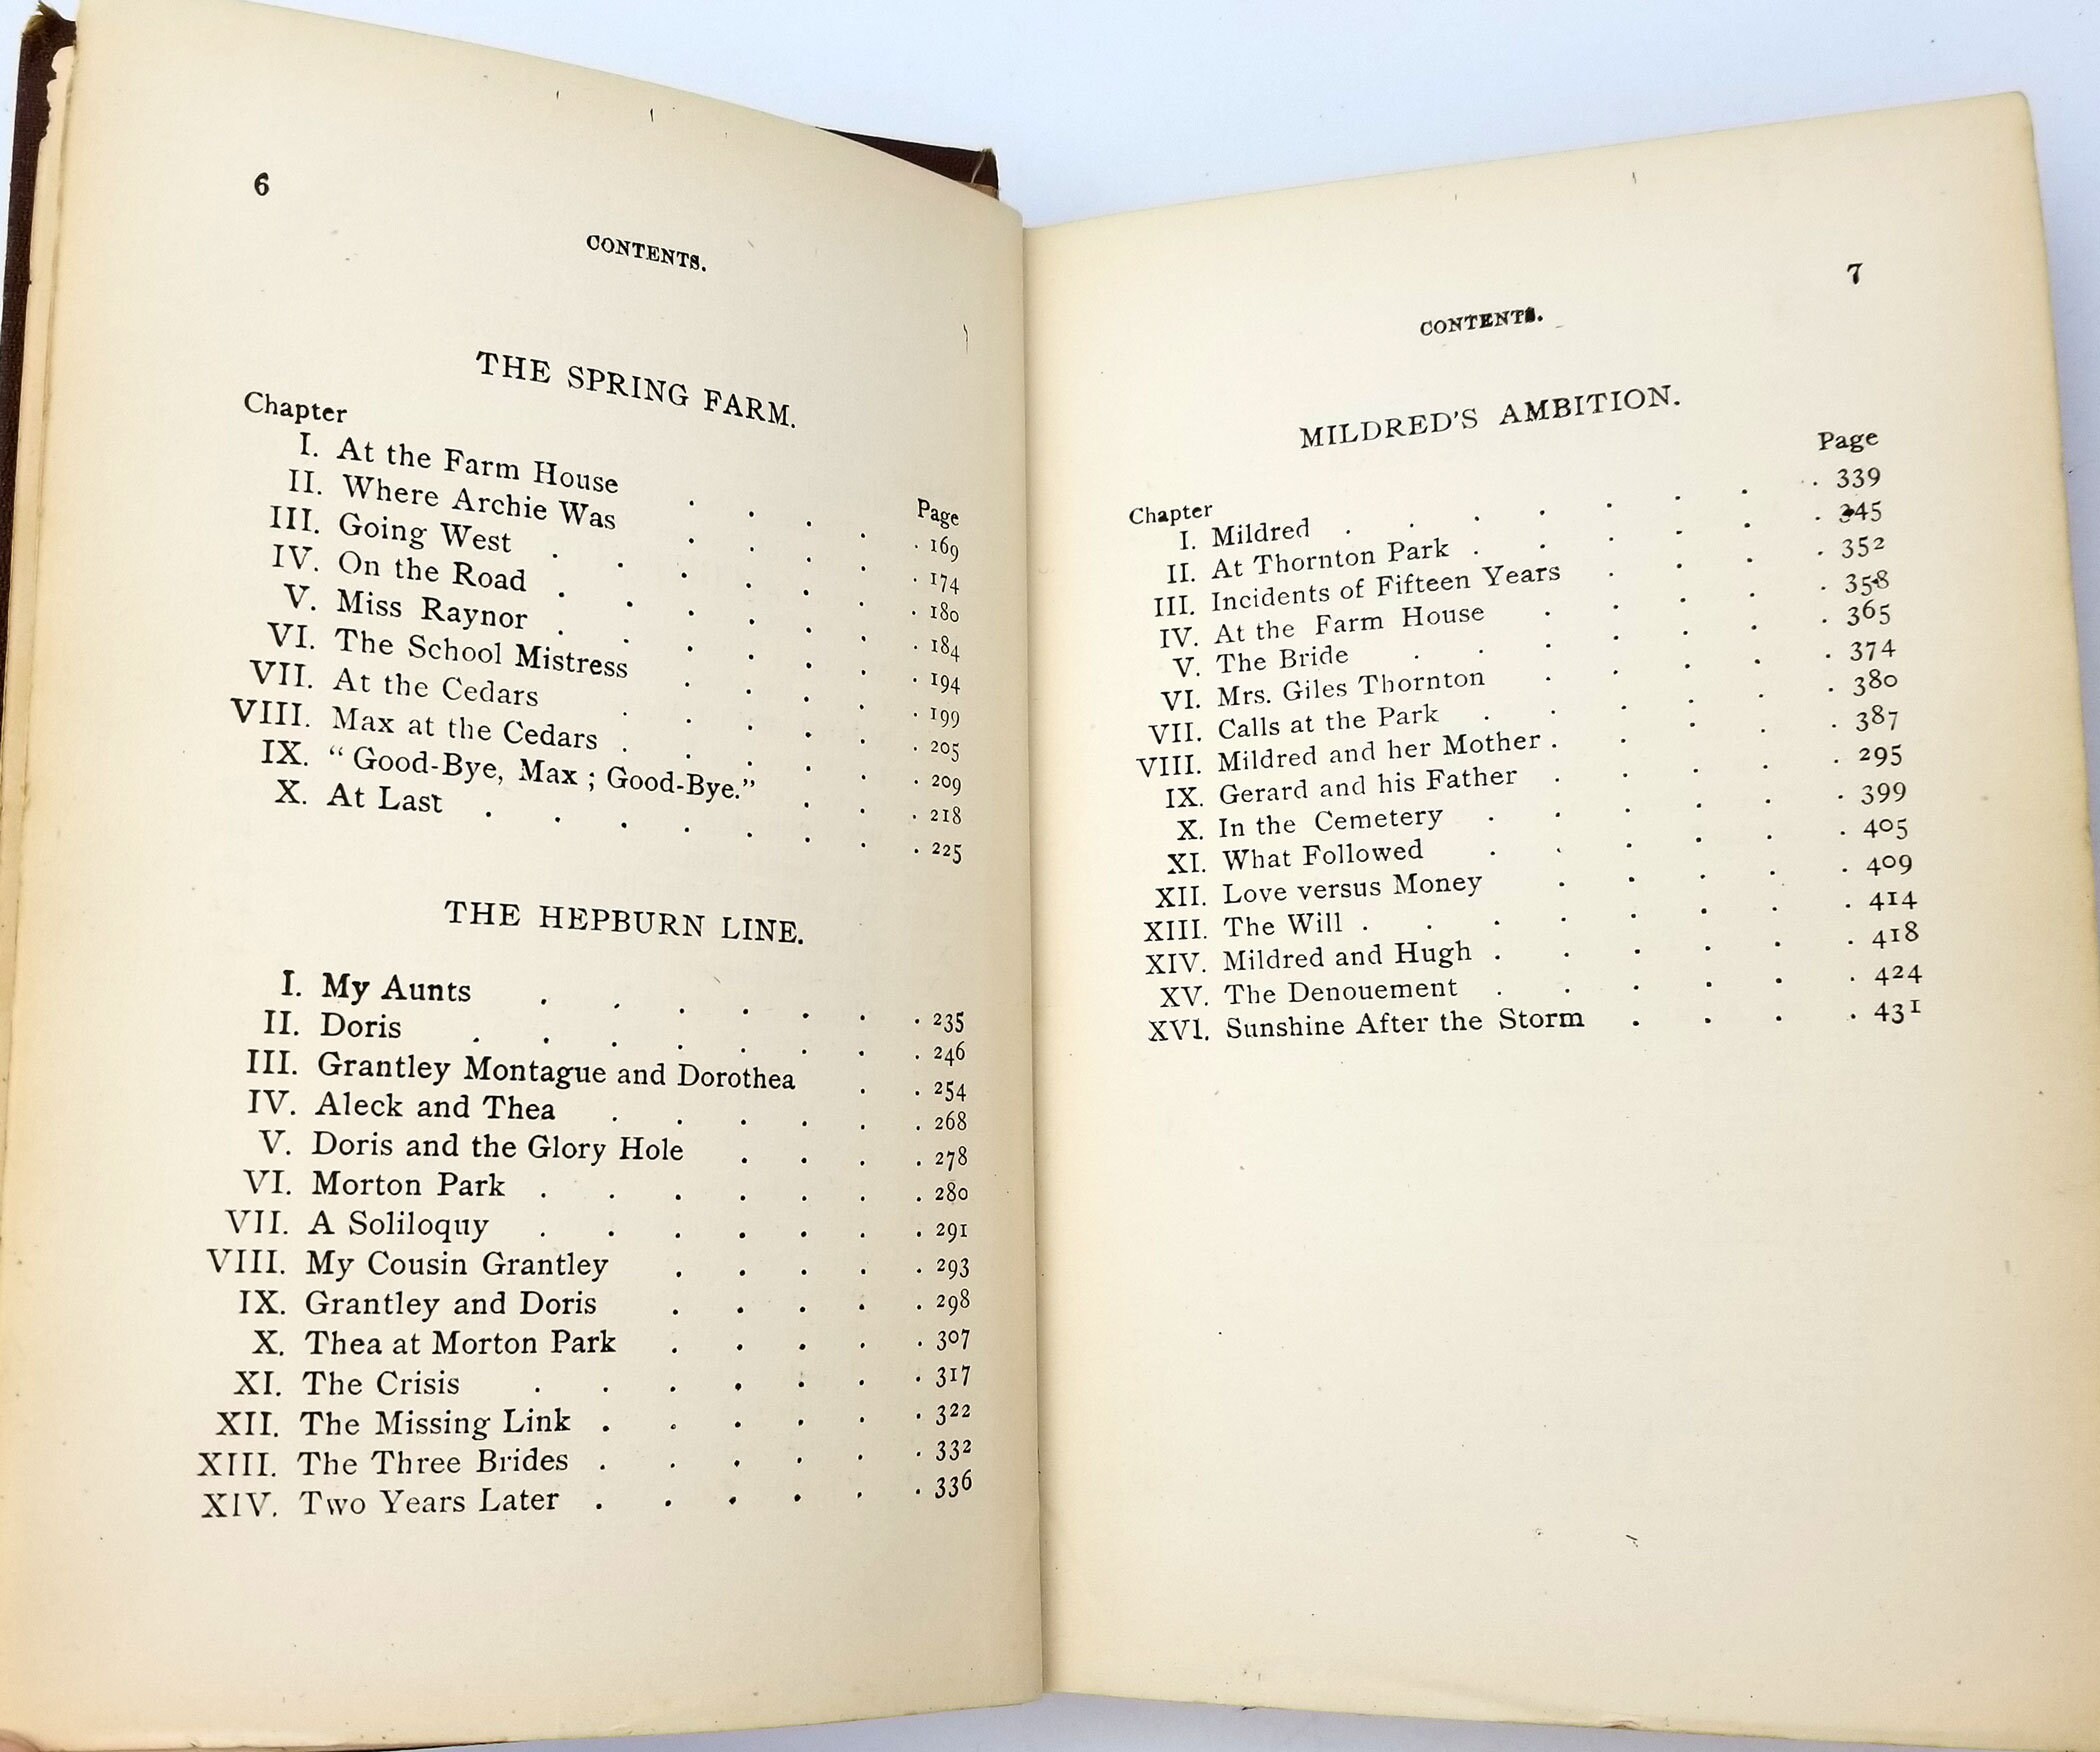 6
CONTENTS.
THE SPRING FARM.
Chapter Page
I. At the Farm House . . . . . 169
II. Where Archie Was . . . . . 174
III. Going West . . . . . . . 180
IV. On the Road . . . . . . . 184
V. Miss Raynor . . . . . . . 194
VI. The School Mistress . . . . . 199
VII. At the Cedars . . . . . . 205
VIII. Max at the Cedars . . . . . . 209
IX. “Good-Bye, Max; Good-Bye.” . . . 218
X. At Last . . . . . . . . 225
THE HEPBURN LINE.
I. My Aunts . . . . . . . 235
II. Doris . . . . . . . . 246
III. Grantley Montague and Dorothea . . 254
IV. Aleck and Thea . . . . . . 268
V. Doris and the Glory Hole . . . . 278
VI. Morton Park . . . . . . . 280
VII. A Soliloquy . . . . . . . 291
VIII. My Cousin Grantley . . . . . 293
IX. Grantley and Doris . . . . . 298
X. Thea at Morton Park . . . . . 307
XI. The Crisis . . . . . . . 317
XII. The Missing Link . . . . . . 322
XIII. The Three Brides . . . . . . 332
XIV. Two Years Later . . . . . . 336
7
CONTENTS.
MILDRED'S AMBITION.
Chapter Page
I. Mildred . . . . . . . . 339
II. At Thornton Park . . . . . . 345
III. Incidents of Fifteen Years . . . . 352
IV. At the Farm House . . . . . 358
V. The Bride . . . . . . . 365
VI. Mrs. Giles Thornton . . . . . 374
VII. Calls at the Park . . . . . . 380
VIII. Mildred and her Mother . . . . . 387
IX. Gerard and his Father . . . . . 295
X. In the Cemetery . . . . . . 399
XI. What Followed . . . . . . 405
XII. Love versus Money . . . . . 409
XIII. The Will . . . . . . . . 414
XIV. Mildred and Hugh . . . . . . 418
XV. The Denouement . . . . . . 424
XVI. Sunshine After the Storm . . . . 431